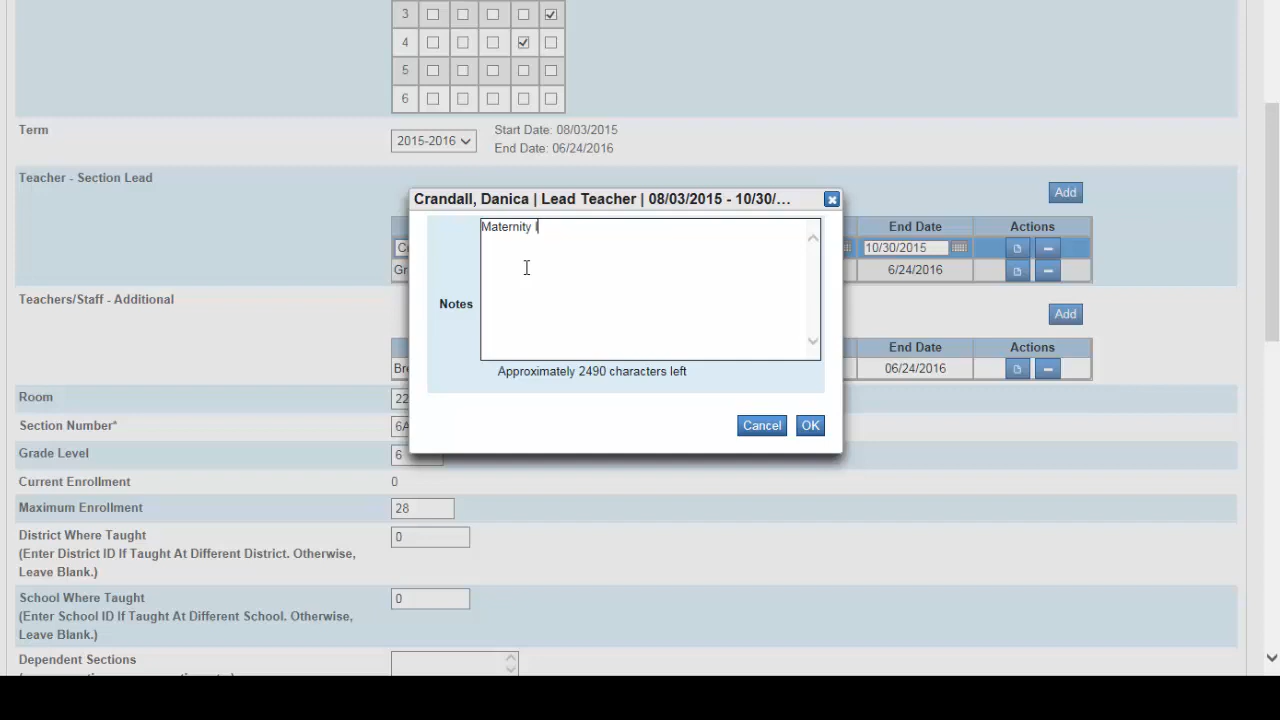 3
4
5
6
Term
2015-2016
Start Date: 08/03/2015
End Date: 06/24/2016
Teacher - Section Lead
Add
End Date Actions
10/30/2015
6/24/2016
Crandall, Danica | Lead Teacher | 08/03/2015 - 10/30/...
Maternity l
Notes
Approximately 2490 characters left
Cancel OK
Teachers/Staff - Additional
Add
End Date Actions
06/24/2016
Room
22
Section Number*
6A
Grade Level
6
Current Enrollment
0
Maximum Enrollment
28
District Where Taught
(Enter District ID If Taught At Different District. Otherwise,
Leave Blank.)
0
School Where Taught
(Enter School ID If Taught At Different School. Otherwise,
Leave Blank.)
0
Dependent Sections